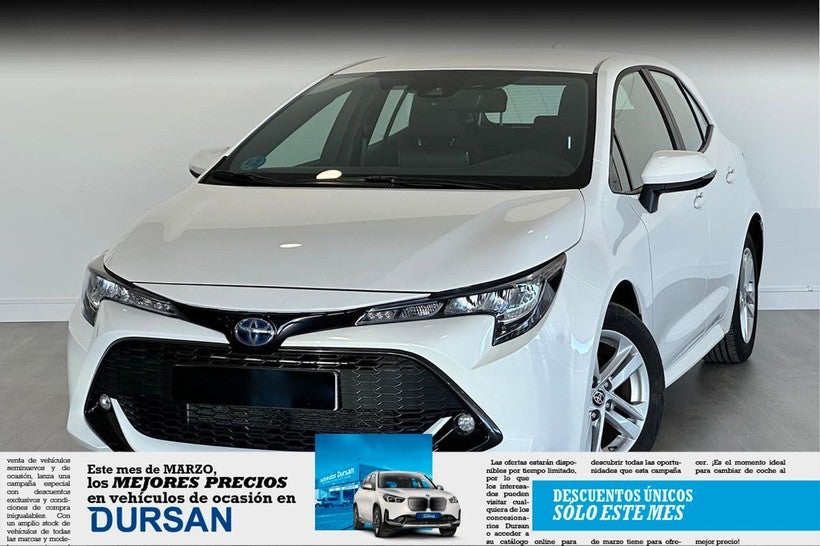 venta de vehículos
seminuevos y de
ocasión, lanza una
campaña especial
con descuentos
exclusivos y condi-
ciones de compra
inigualables. Con
un amplio stock de
vehículos de todas
las marcas y mode-
Este mes de MARZO,
los MEJORES PRECIOS
en vehículos de ocasión en
DURSAN
Dursan
Las ofertas estarán dispo-
nibles por tiempo limitado,
por lo que
los interesa-
dos pueden
visitar cual-
quiera de los
concesiona-
rios Dursan
o acceder a
su catálogo online para
descubrir todas las oportu-
nidades que esta campaña
cer. ¡Es el momento ideal
para cambiar de coche al
DESCUENTOS ÚNICOS
SÓLO ESTE MES
de marzo tiene para ofre-
mejor precio!